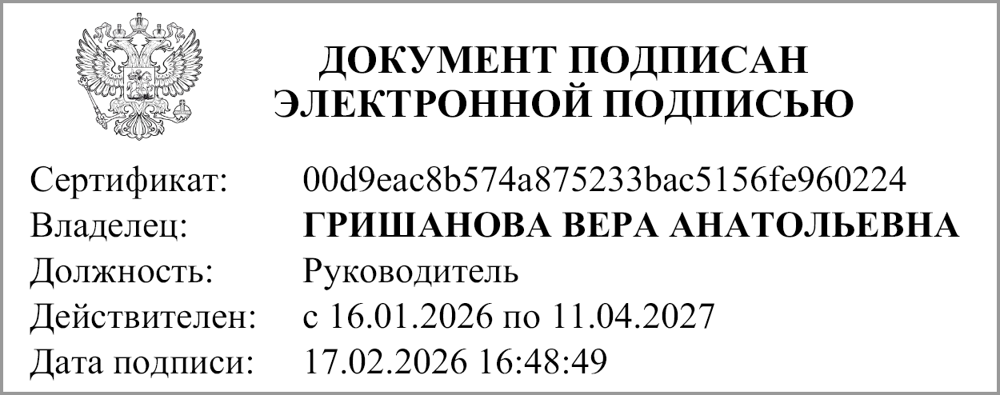 ДОКУМЕНТ ПОДПИСАН
ЭЛЕКТРОННОЙ ПОДПИСЬЮ
Сертификат: 00d9eac8b574a875233bac5156fe960224
Владелец: ГРИШАНОВА ВЕРА АНАТОЛЬЕВНА
Должность: Руководитель
Действителен: с 16.01.2026 по 11.04.2027
Дата подписи: 17.02.2026 16:48:49